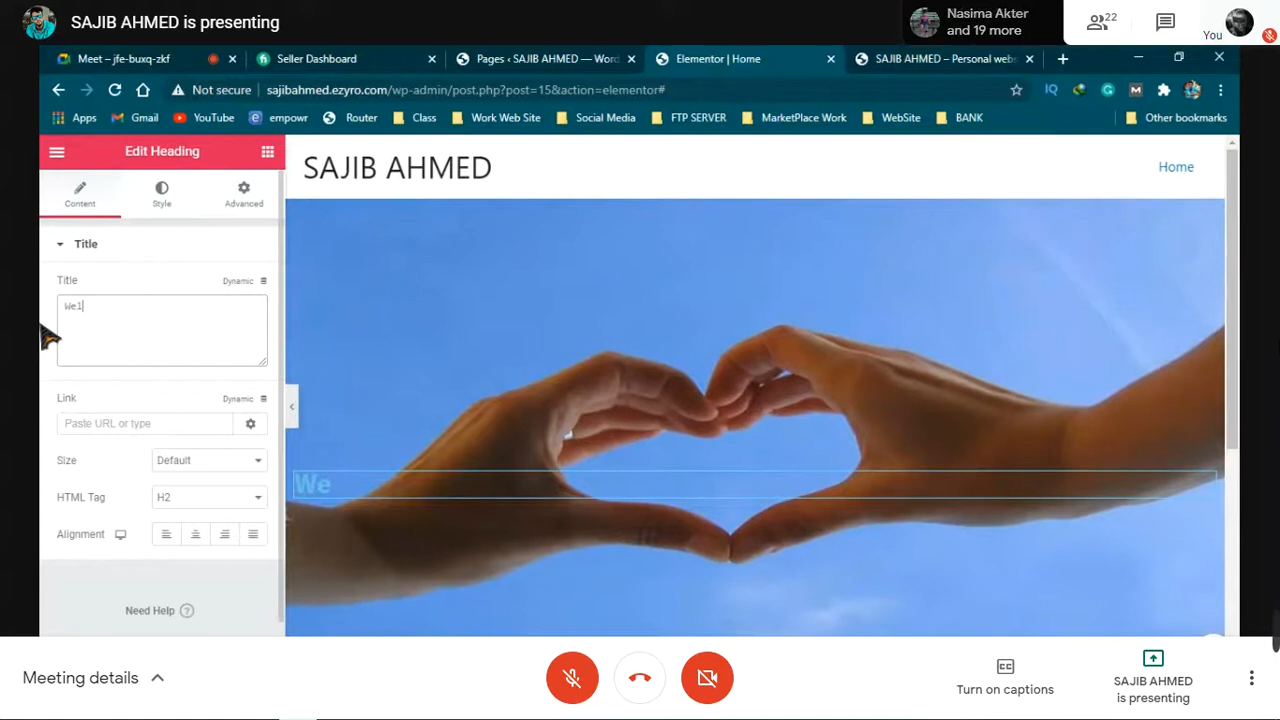 SAJIB AHMED is presenting
Nasima Akter
and 19 more
22
You
Meet – jfe-buxq-zkf
Seller Dashboard
Pages ‹ SAJIB AHMED — Word
Elementor | Home
SAJIB AHMED – Personal webs
Not secure
sajibahmed.ezyro.com/wp-admin/post.php?post=15&action=elementor#
Apps
Gmail
YouTube
empowr
Router
Class
Work Web Site
Social Media
FTP SERVER
MarketPlace Work
WebSite
BANK
Other bookmarks
Edit Heading
Content
Style
Advanced
SAJIB AHMED
Home
Title
Title
Dynamic
Wel
Link
Dynamic
Paste URL or type
Size
Default
HTML Tag
H2
Alignment
Need Help ?
We
Meeting details
Turn on captions
SAJIB AHMED
is presenting